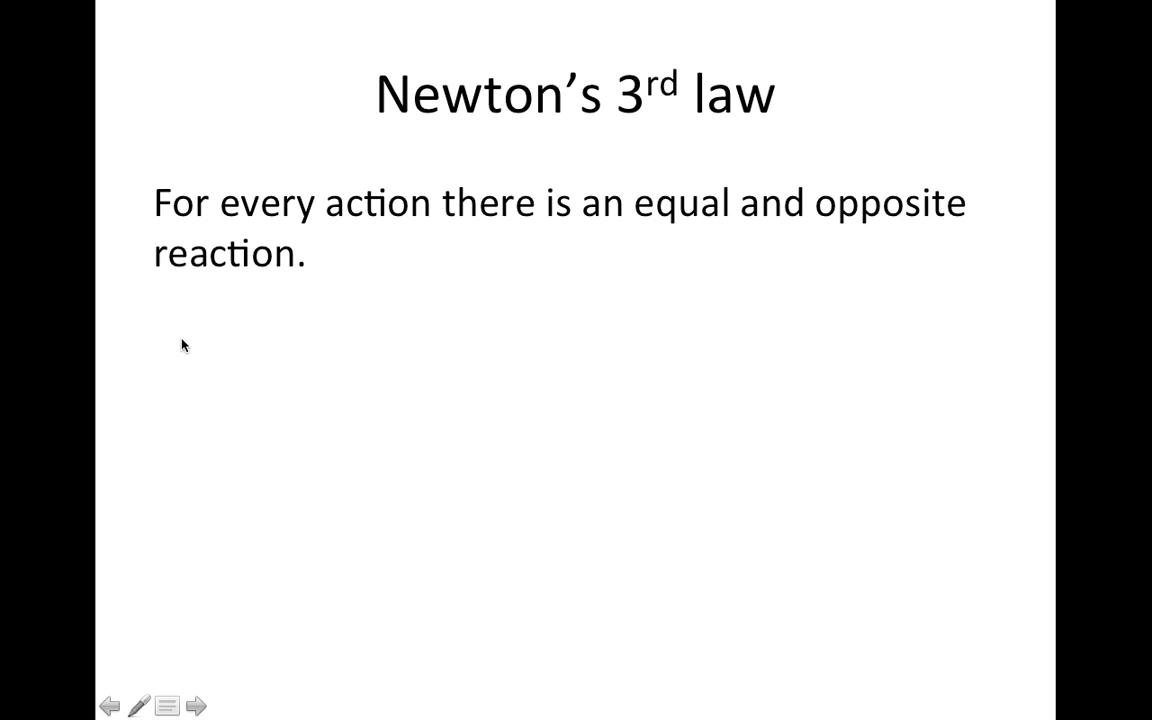 Newton’s 3rd law
For every action there is an equal and opposite
reaction.